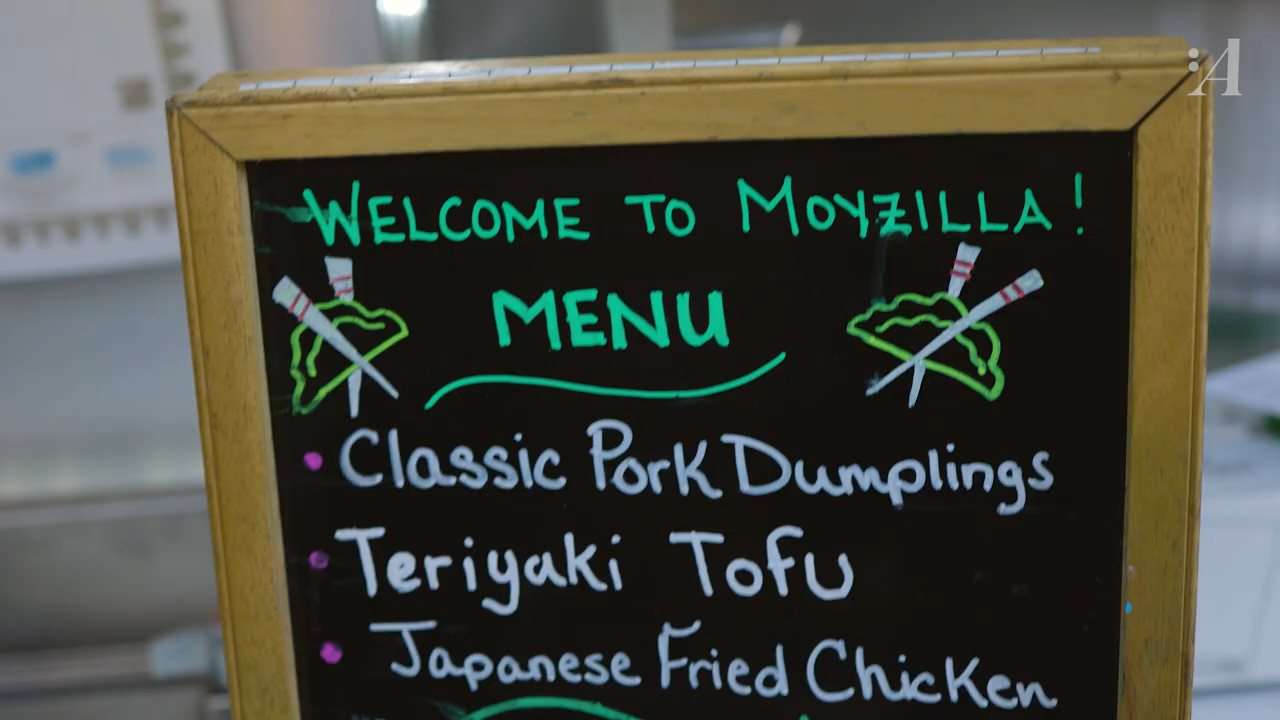 :A
WELCOME TO MOYZILLA!
MENU
• Classic Pork Dumplings
• Teriyaki Tofu
• Japanese Fried Chicken